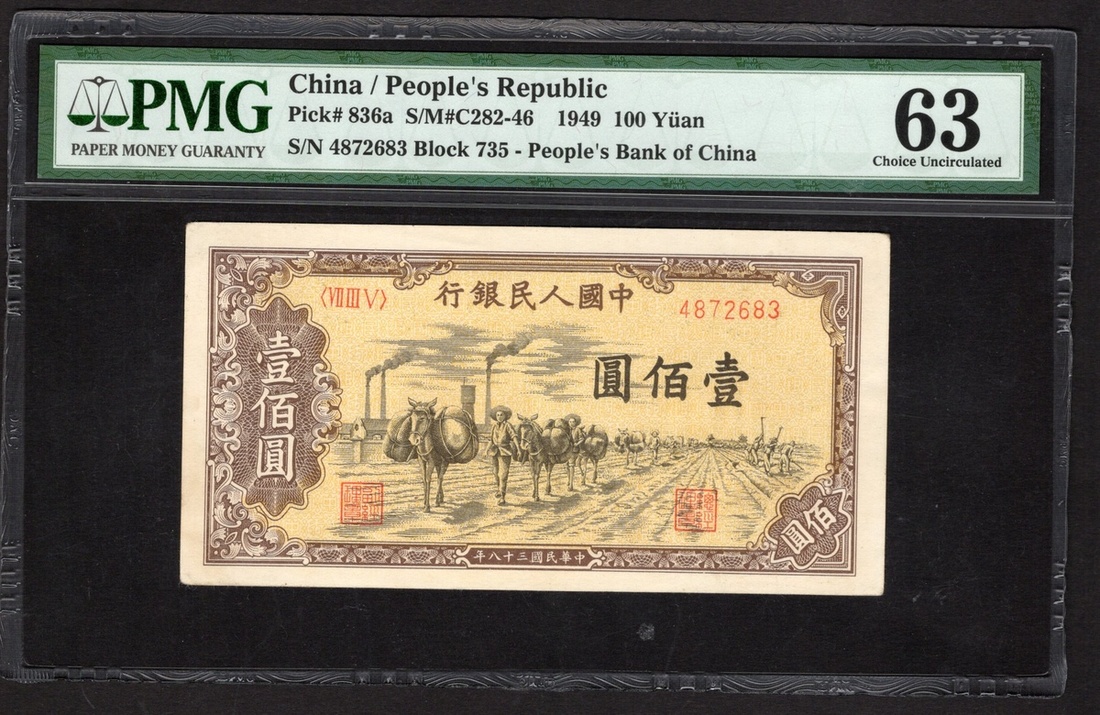 PMG
PAPER MONEY GUARANTY
China / People's Republic
Pick# 836a S/M#C282-46 1949 100 Yüan
S/N 4872683 Block 735 - People's Bank of China
63
Choice Uncirculated
〈VII III V〉
中國人民銀行
4872683
壹佰圓
壹佰圓
佰圓
中華民國三十八年